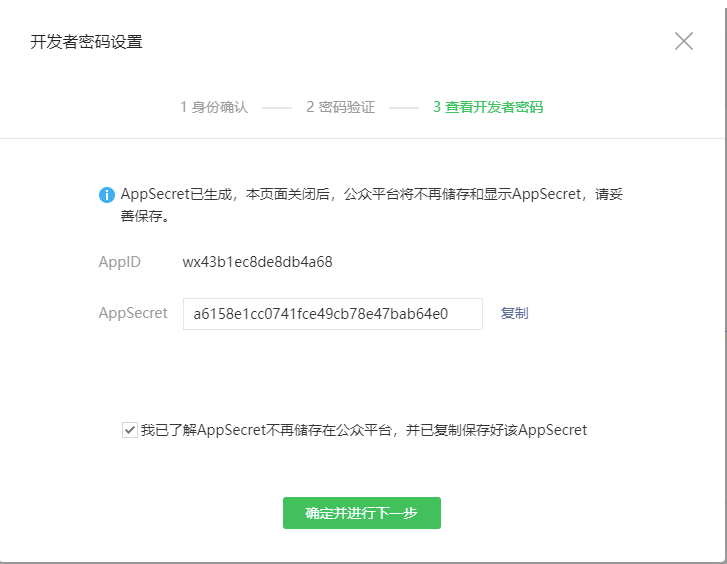 开发者密码设置
1 身份确认 2 密码验证 3 查看开发者密码
AppSecret已生成，本页面关闭后，公众平台将不再储存和显示AppSecret，请妥
善保存。
AppID wx43b1ec8de8db4a68
AppSecret a6158e1cc0741fce49cb78e47bab64e0 复制
我已了解AppSecret不再储存在公众平台，并已复制保存好该AppSecret
确定并进行下一步